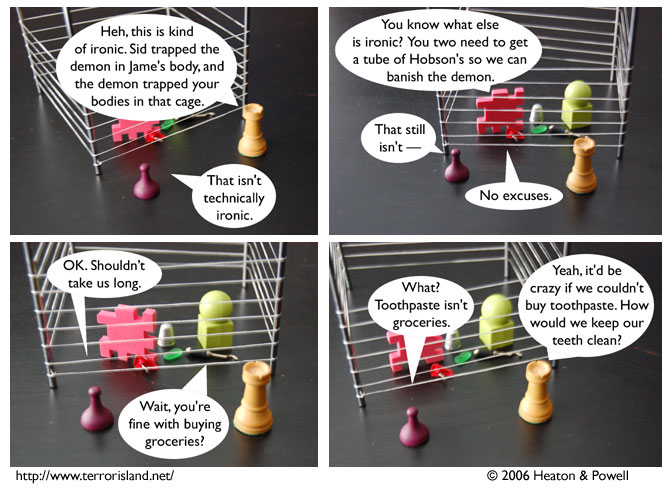 Heh, this is kind
of ironic. Sid trapped the
demon in Jame's body, and
the demon trapped your
bodies in that cage.
That isn't
technically
ironic.
You know what else
is ironic? You two need to get
a tube of Hobson's so we can
banish the demon.
That still
isn't —
No excuses.
OK. Shouldn't
take us long.
Wait, you're
fine with buying
groceries?
What?
Toothpaste isn't
groceries.
Yeah, it'd be
crazy if we couldn't
buy toothpaste. How
would we keep our
teeth clean?
http://www.terrorisland.net/
© 2006 Heaton & Powell